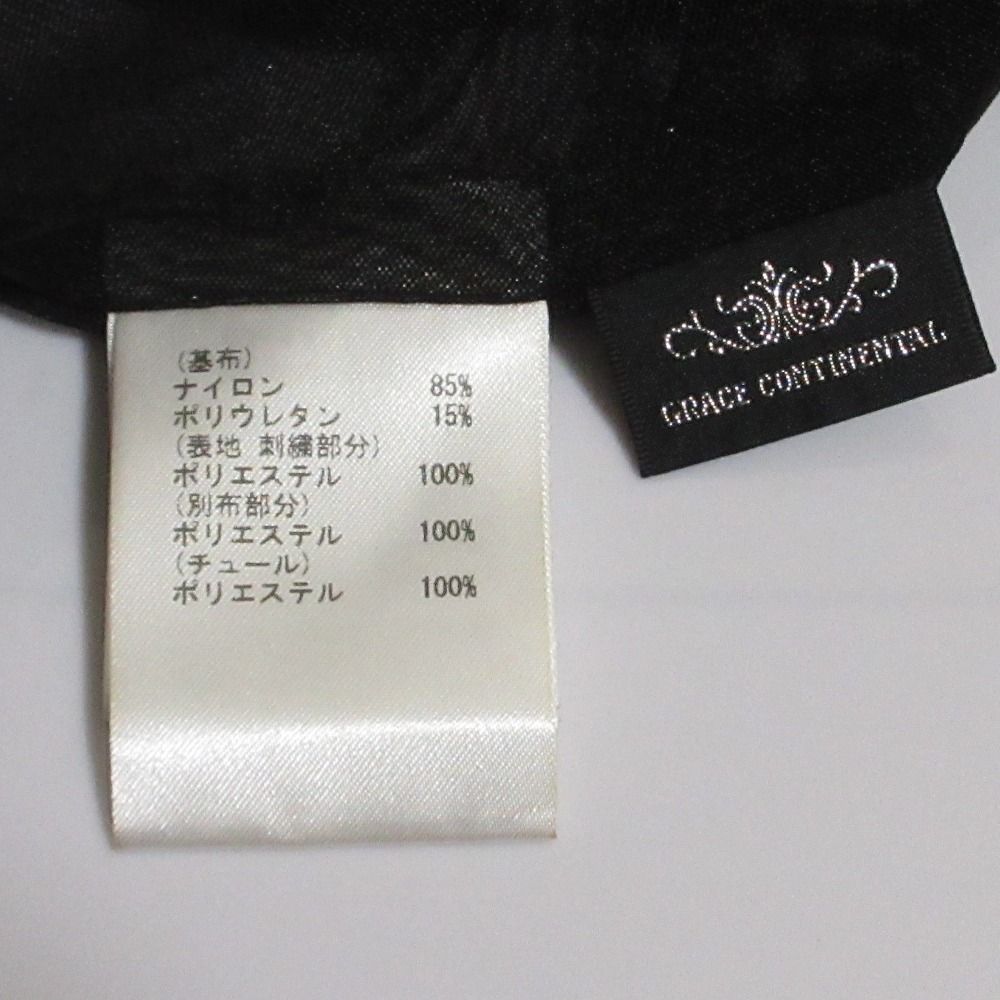 (基布)
ナイロン 85%
ポリウレタン 15%
(表地 刺繍部分)
ポリエステル 100%
(別布部分)
ポリエステル 100%
(チュール)
ポリエステル 100%
GRACE CONTINENTAL